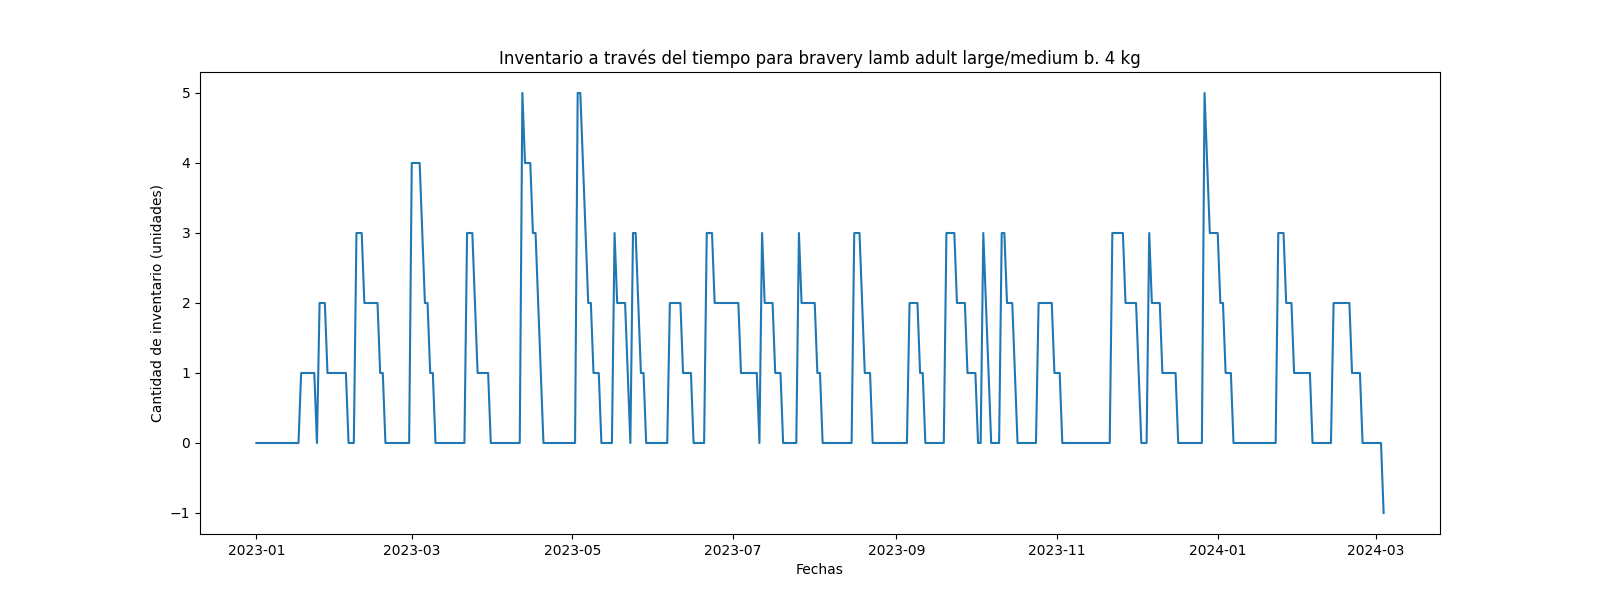 Inventario a través del tiempo para bravery lamb adult large/medium b. 4 kg
Cantidad de inventario (unidades)
5
4
3
2
1
0
−1
2023-01 2023-03 2023-05 2023-07 2023-09 2023-11 2024-01 2024-03
Fechas